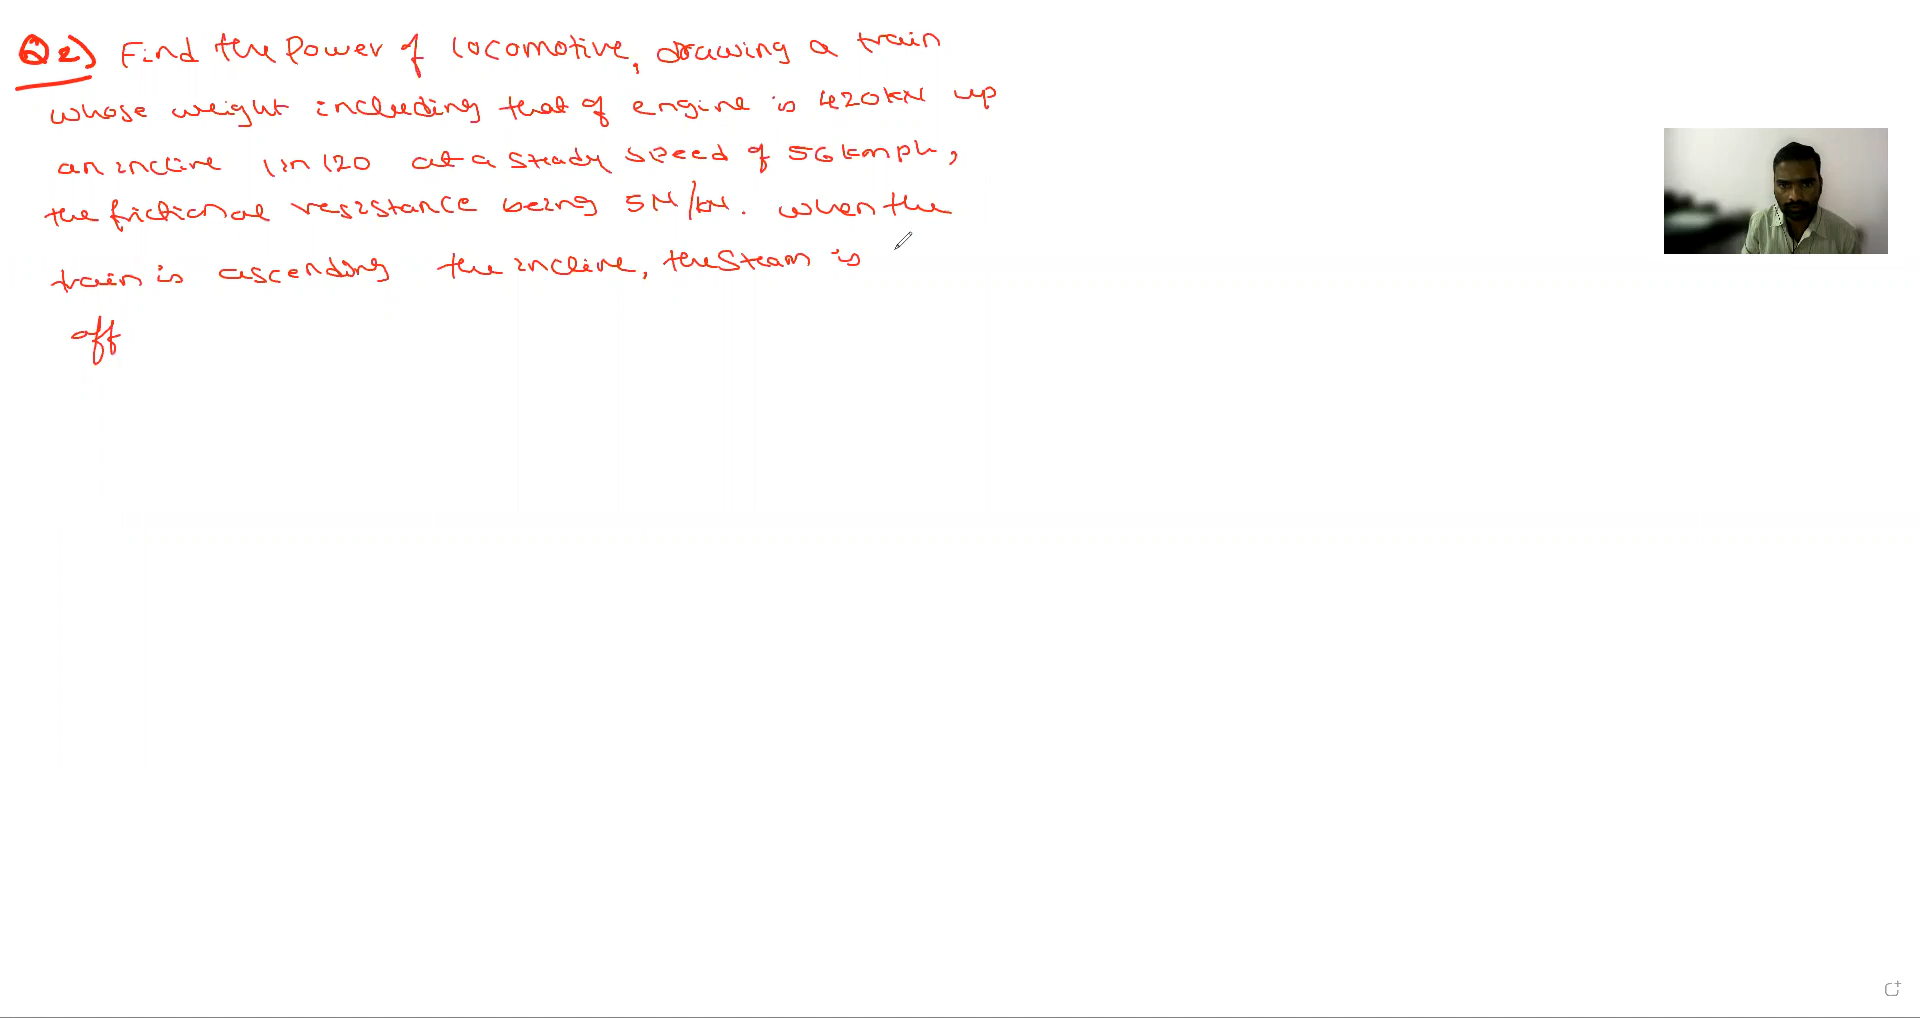 Q2) Find the Power of locomotive, drawing a train
whose weight including that of engine is 420kN up
an incline 1 in 120 at a steady speed of 56 kmph,
the frictional resistance being 5N/kN. When the
train is ascending the incline, the steam is
off